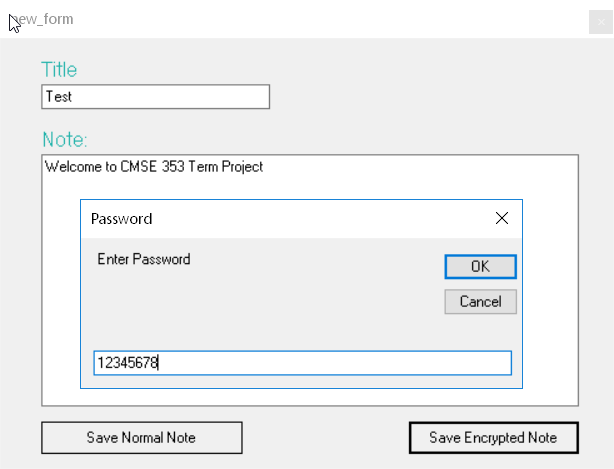 new_form
Title
Test
Note:
Welcome to CMSE 353 Term Project
Password
Enter Password
OK
Cancel
12345678
Save Normal Note
Save Encrypted Note